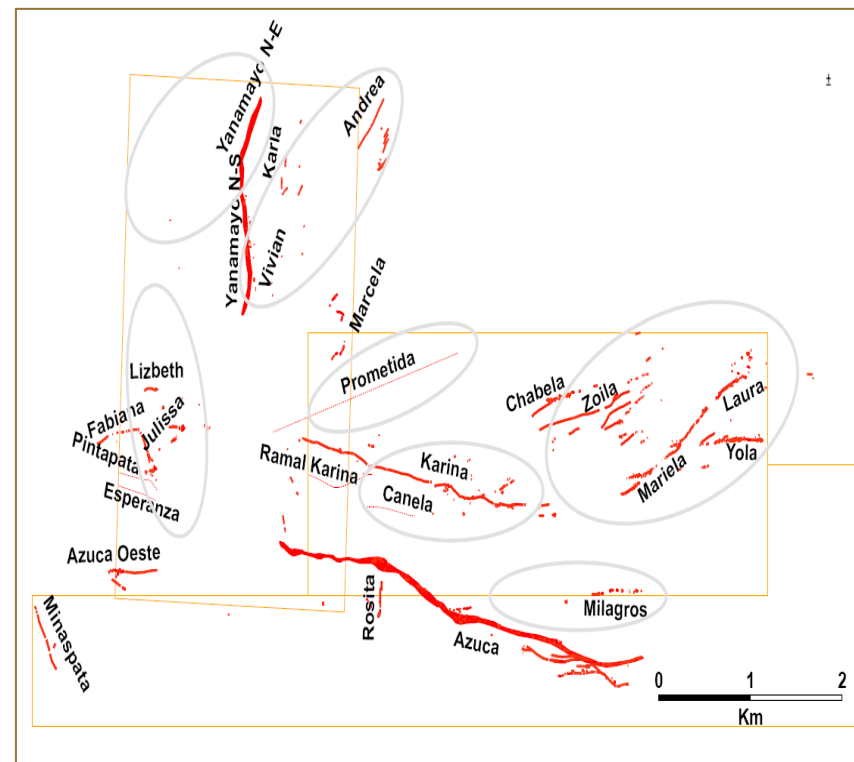 Yanamayo N-E
Andrea
Karla
Yanamayo N-S
Vivian
Marcela
Prometida
Lizbeth
Chabela
Zoila
Laura
Fabiana
Julissa
Pintapata
Ramal Karina
Karina
Yola
Mariela
Esperanza
Canela
Azuca Oeste
Minaspata
Rosita
Milagros
Azuca
0 1 2
Km